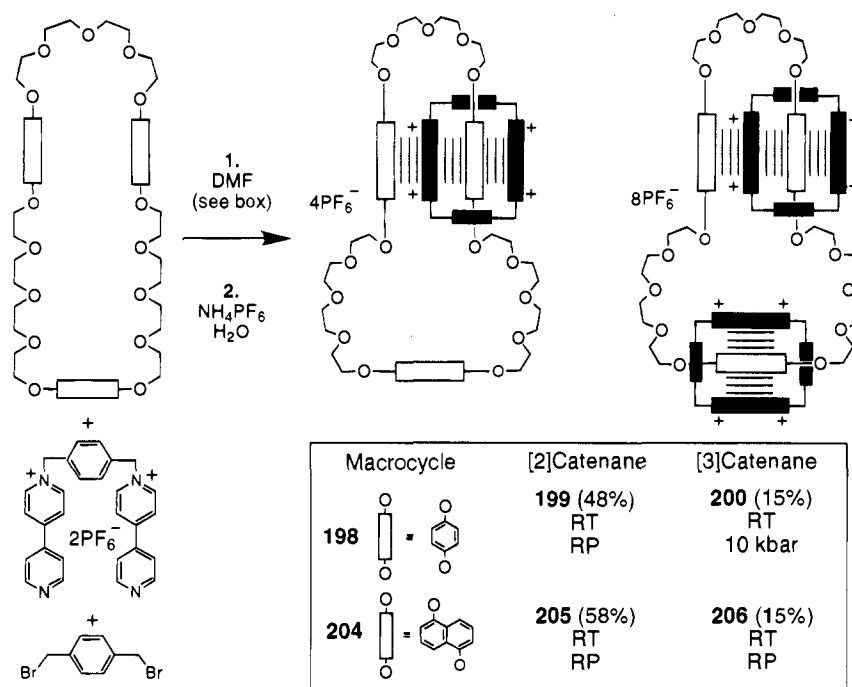 1.
DMF
(see box)
2.
NH₄PF₆
H₂O
4PF₆⁻
8PF₆⁻
+
2PF₆⁻
+
Br Br
Macrocycle [2]Catenane [3]Catenane
198 = 199 (48%) 200 (15%)
RT RT
RP 10 kbar
204 = 205 (58%) 206 (15%)
RT RT
RP RP